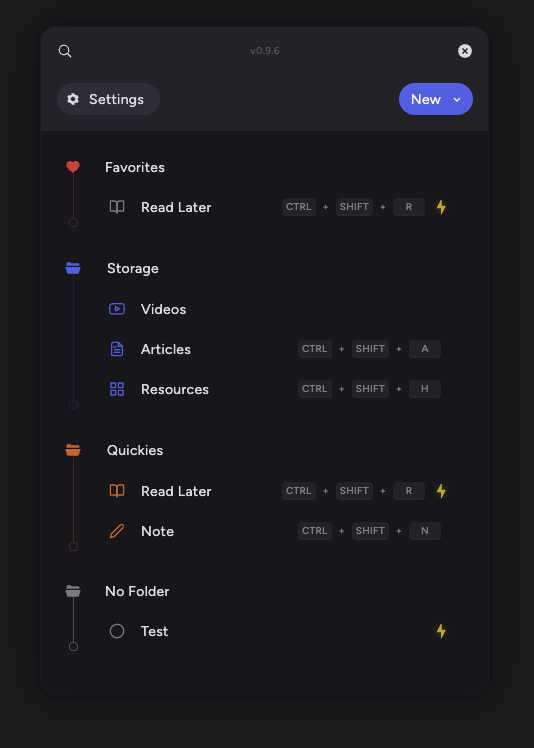 v0.9.6
Settings New
Favorites
Read Later CTRL + SHIFT + R
Storage
Videos
Articles CTRL + SHIFT + A
Resources CTRL + SHIFT + H
Quickies
Read Later CTRL + SHIFT + R
Note CTRL + SHIFT + N
No Folder
Test